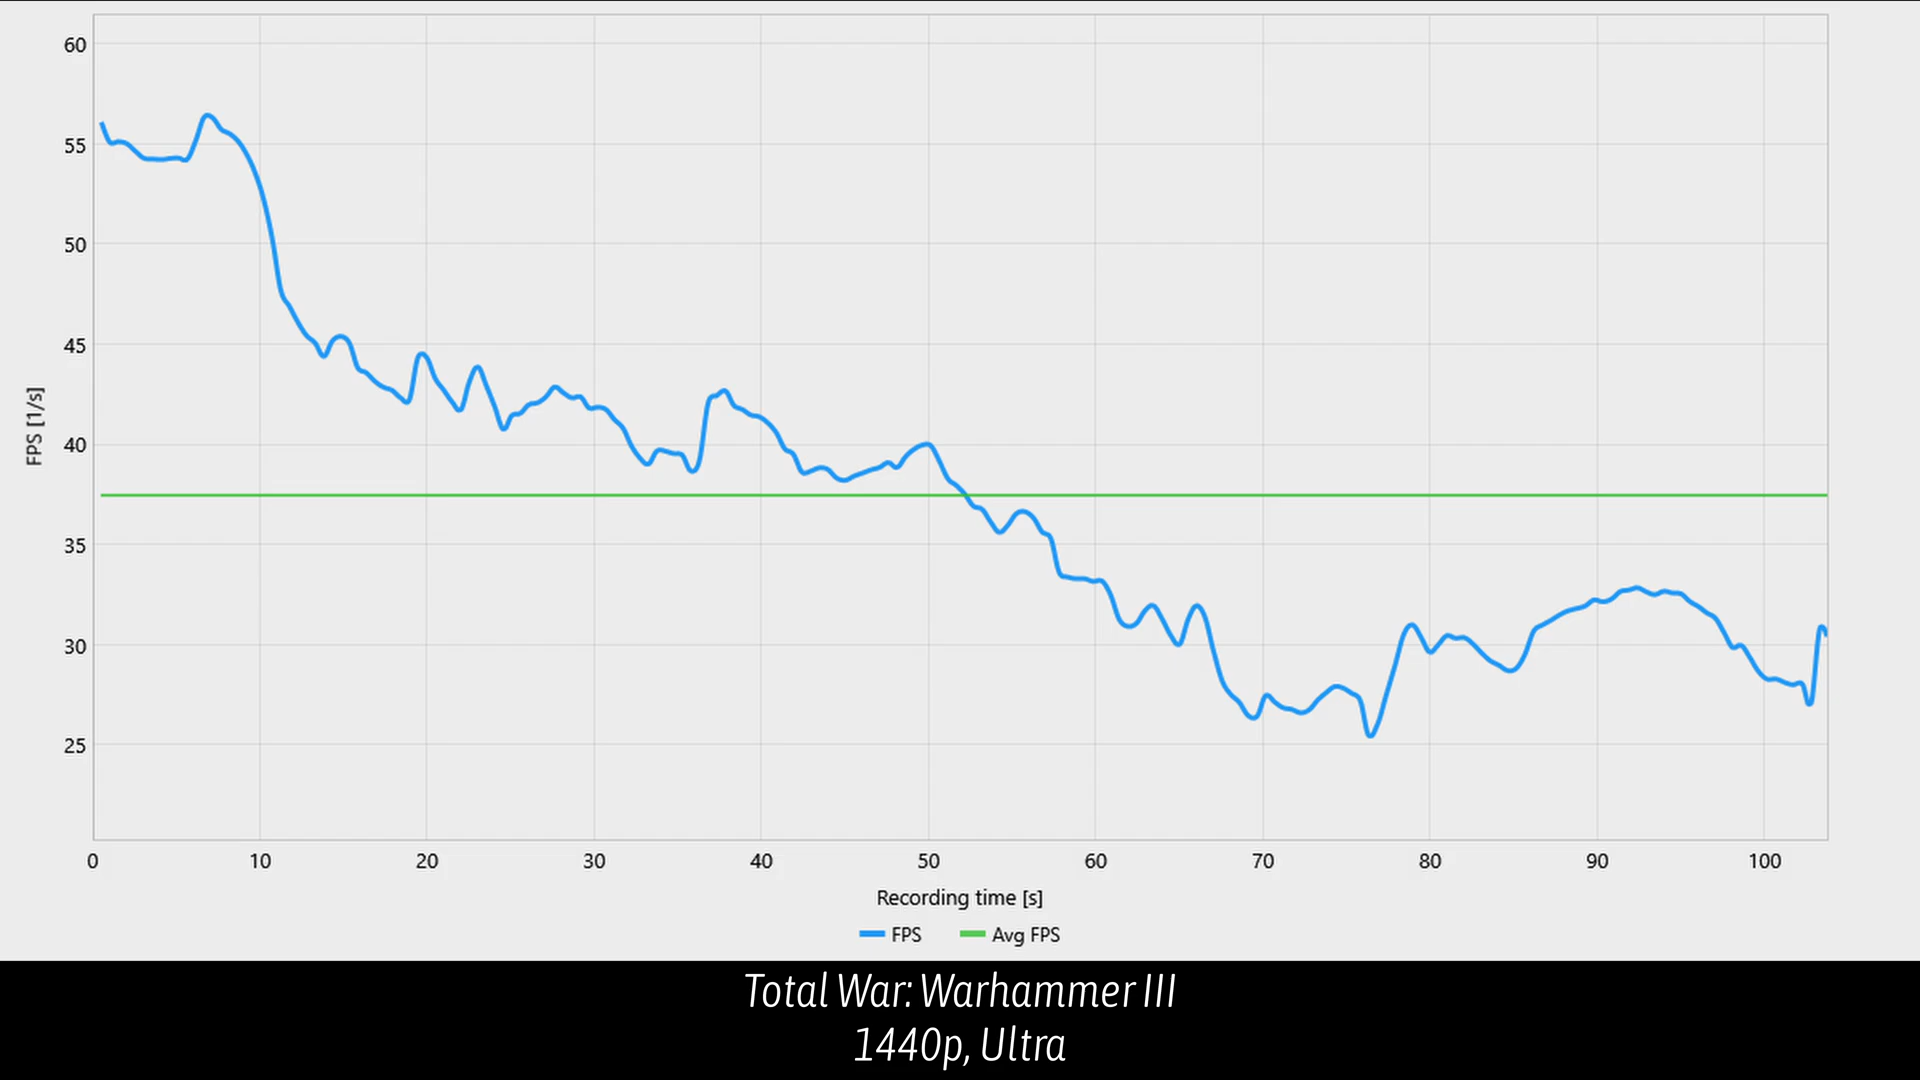 60
55
50
45
40
35
30
25
FPS [1/s]
0 10 20 30 40 50 60 70 80 90 100
Recording time [s]
FPS Avg FPS
Total War: Warhammer III
1440p, Ultra